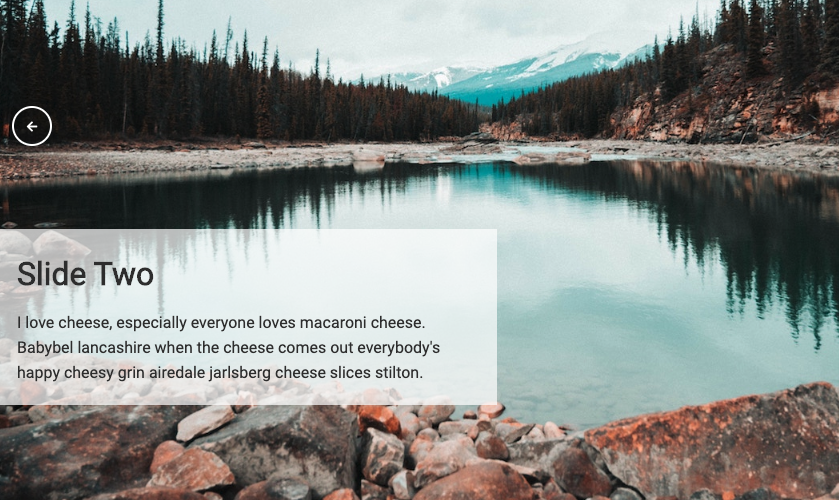 Slide Two
I love cheese, especially everyone loves macaroni cheese.
Babybel lancashire when the cheese comes out everybody's
happy cheesy grin airedale jarlsberg cheese slices stilton.